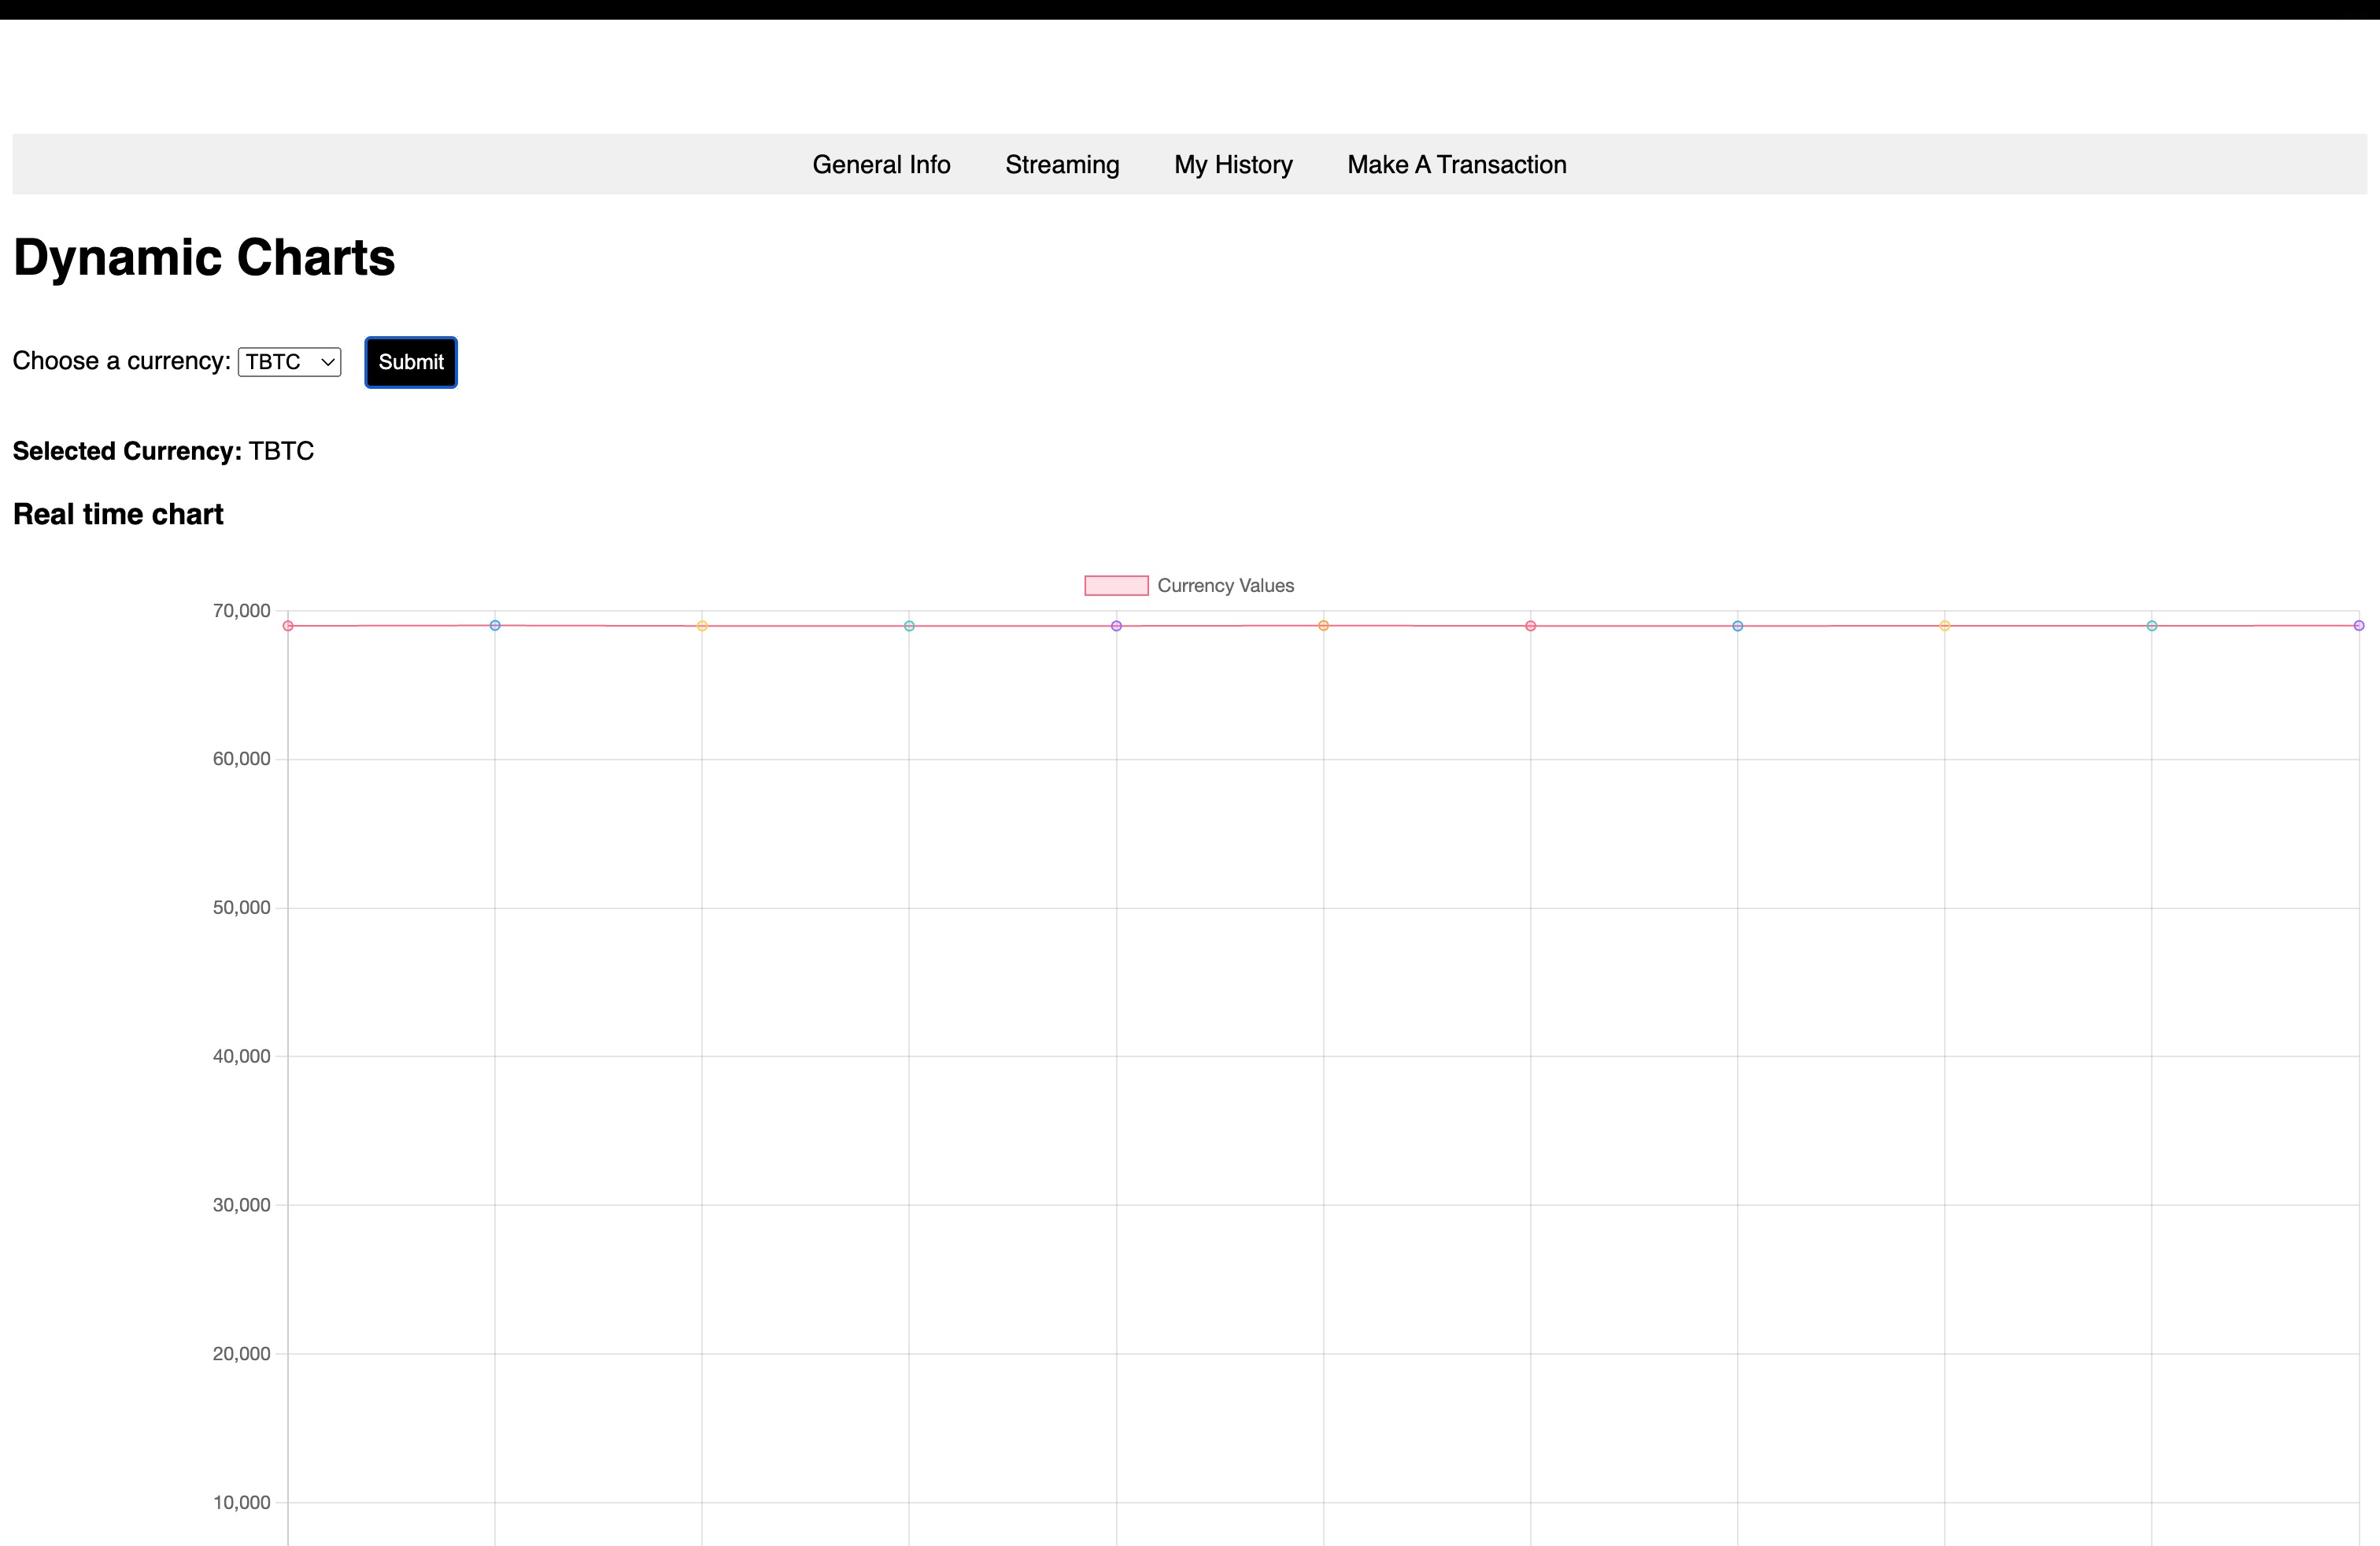 General Info Streaming My History Make A Transaction
Dynamic Charts
Choose a currency: TBTC Submit
Selected Currency: TBTC
Real time chart
Currency Values
70,000
60,000
50,000
40,000
30,000
20,000
10,000